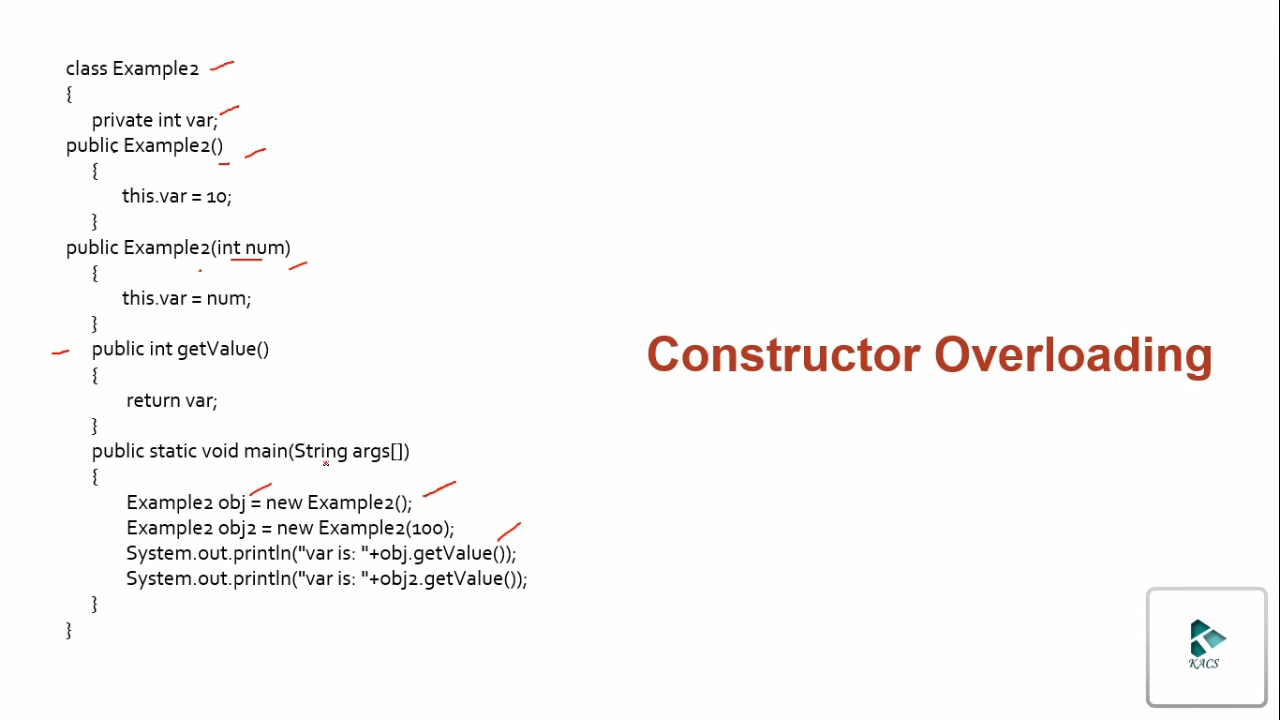 class Example2
{
private int var;
public Example2()
{
this.var = 10;
}
public Example2(int num)
{
this.var = num;
}
public int getValue()
{
return var;
}
public static void main(String args[])
{
Example2 obj = new Example2();
Example2 obj2 = new Example2(100);
System.out.println("var is: "+obj.getValue());
System.out.println("var is: "+obj2.getValue());
}
}
Constructor Overloading
KACS